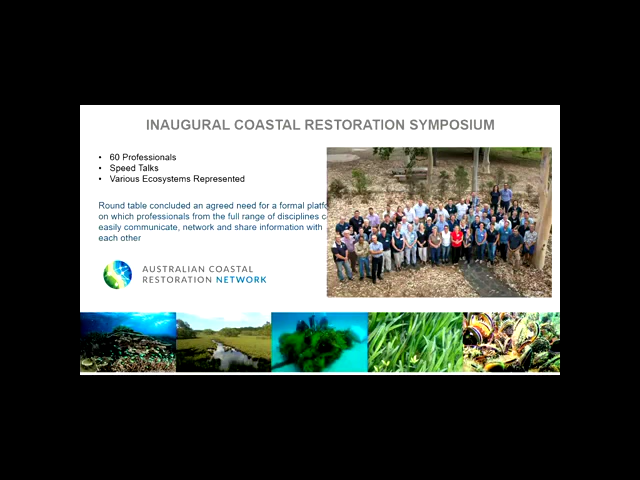 INAUGURAL COASTAL RESTORATION SYMPOSIUM
• 60 Professionals
• Speed Talks
• Various Ecosystems Represented
Round table concluded an agreed need for a formal platf
on which professionals from the full range of disciplines c
easily communicate, network and share information with
each other
AUSTRALIAN COASTAL
RESTORATION NETWORK